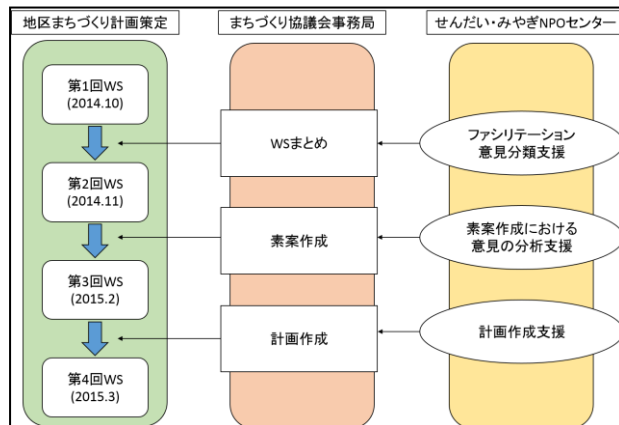 地区まちづくり計画策定
まちづくり協議会事務局
せんだい・みやぎNPOセンター
第1回WS
(2014.10)
第2回WS
(2014.11)
第3回WS
(2015.2)
第4回WS
(2015.3)
WSまとめ
素案作成
計画作成
ファシリテーション
意見分類支援
素案作成における
意見の分析支援
計画作成支援